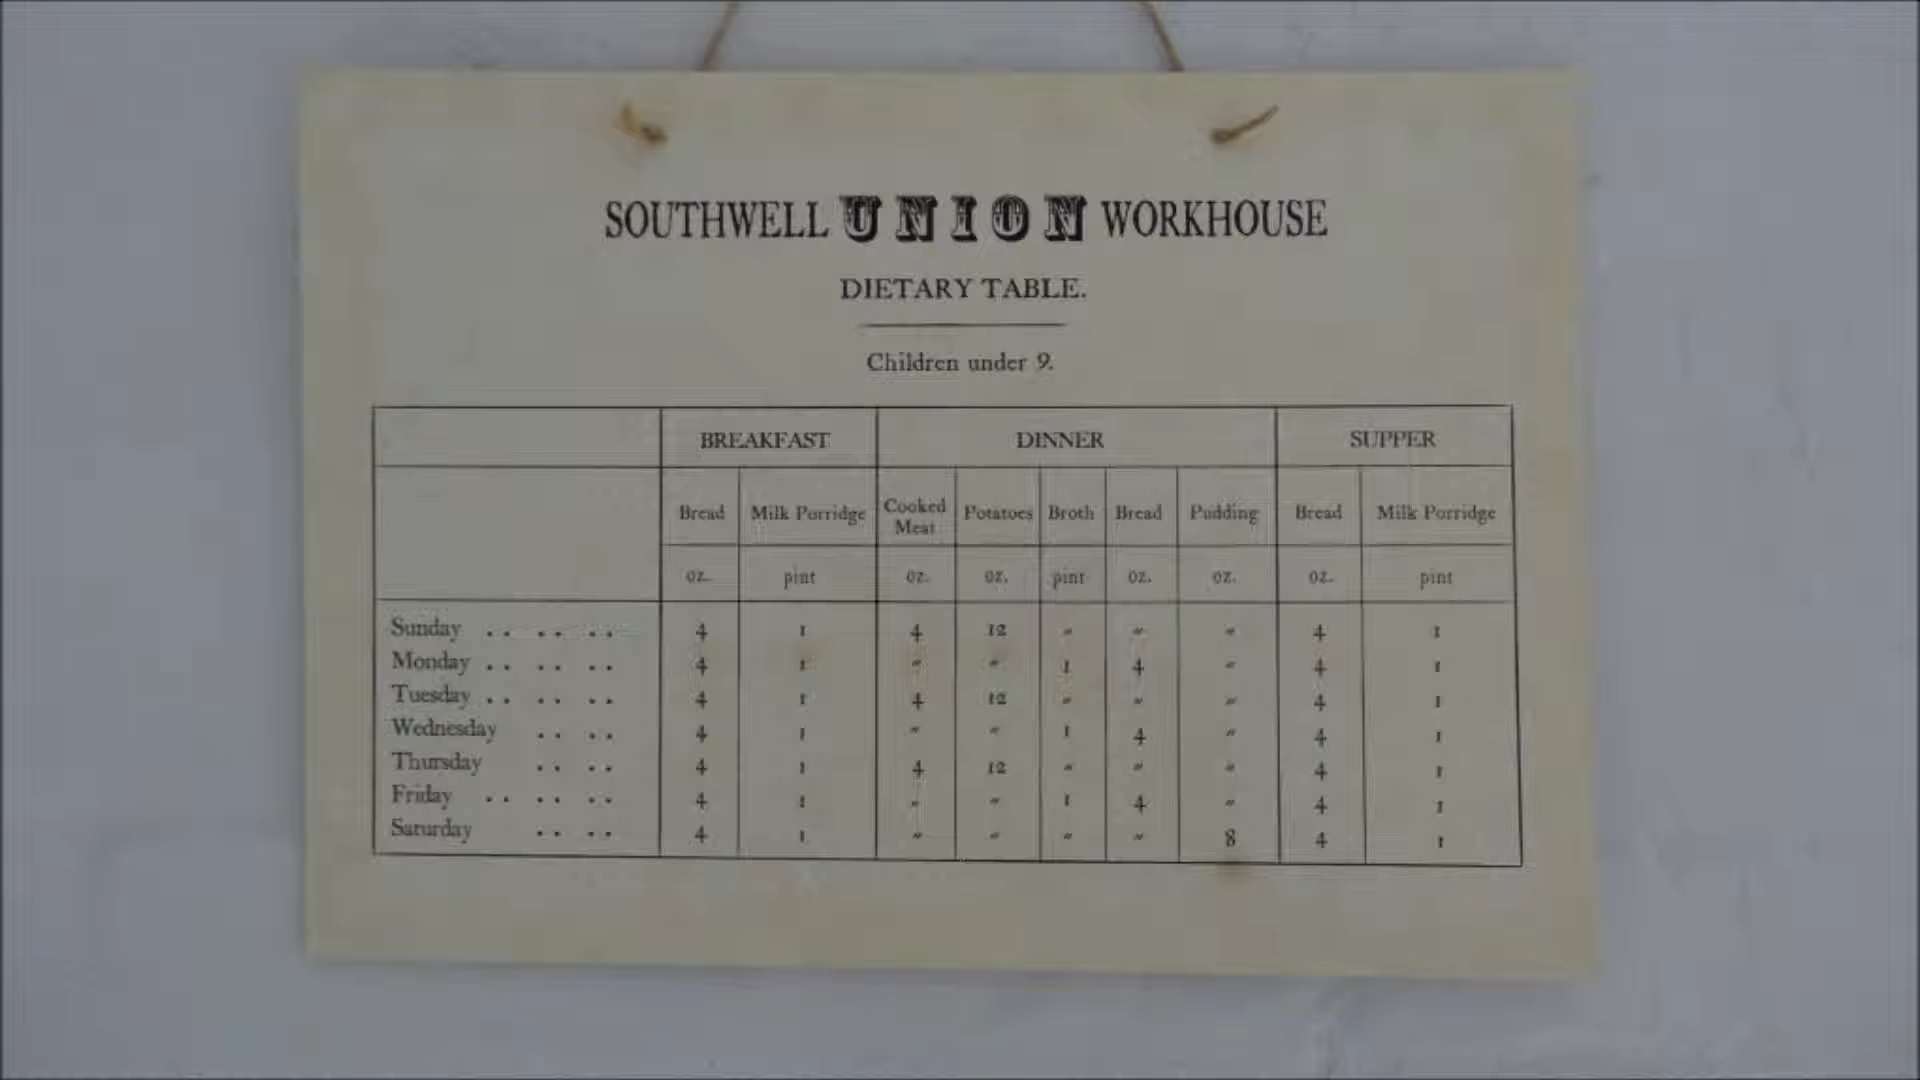 SOUTHWELL UNION WORKHOUSE
DIETARY TABLE.
Children under 9.
BREAKFAST DINNER SUPPER
Bread Milk Porridge Cooked Meat Potatoes Broth Bread Pudding Bread Milk Porridge
oz. pint oz. oz. pint oz. oz. oz. pint
Sunday .. .. .. 4 1 4 12 " " " 4 1
Monday .. .. .. 4 1 " " 1 4 " 4 1
Tuesday .. .. .. 4 1 4 12 " " " 4 1
Wednesday .. .. 4 1 " " 1 4 " 4 1
Thursday .. .. 4 1 4 12 " " " 4 1
Friday .. .. .. 4 1 " " 1 4 " 4 1
Saturday .. .. 4 1 " " " " 8 4 1